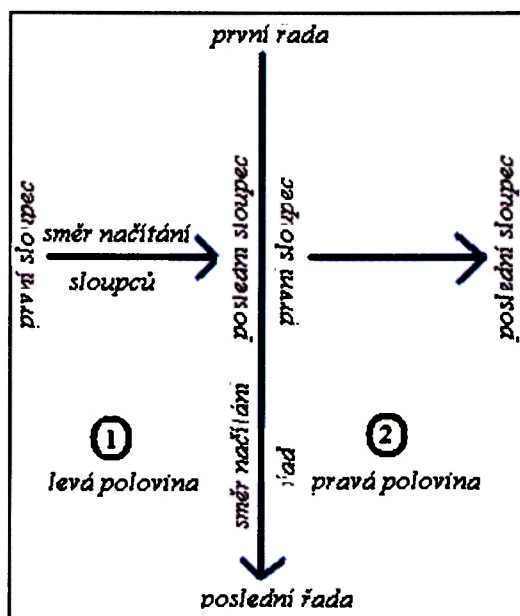 první řada
první sloupec
směr načítání
sloupců
poslední sloupec
první sloupec
poslední sloupec
1
levá polovina
směr načítání
řad
2
pravá polovina
poslední řada